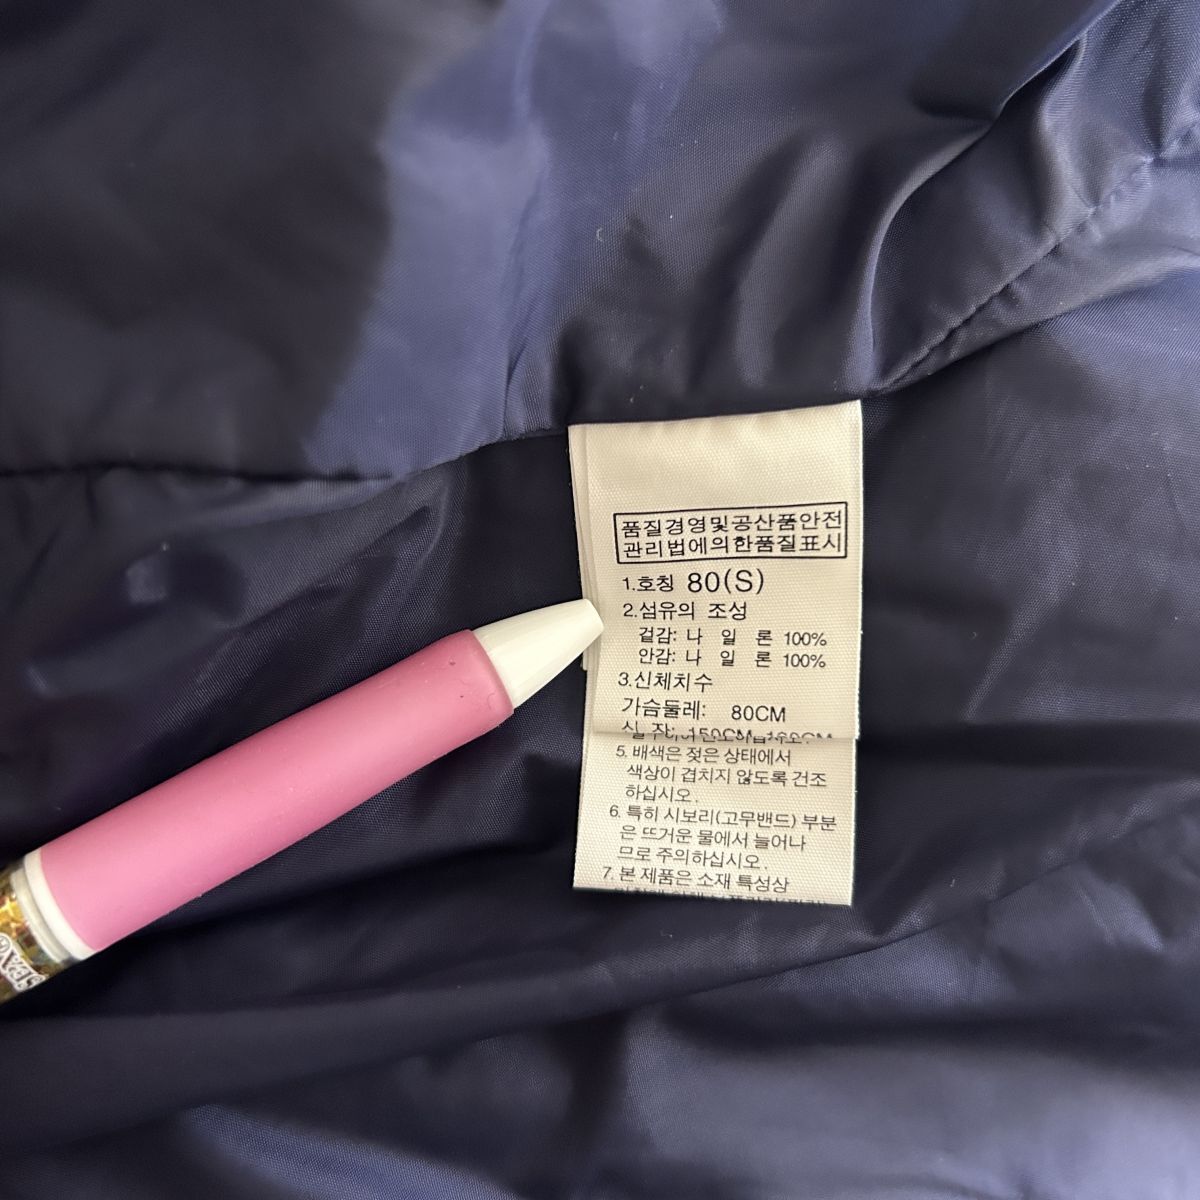 품질경영및공산품안전
관리법에의한품질표시
1.호칭 80(S)
2.섬유의 조성
겉감: 나 일 론 100%
안감: 나 일 론 100%
3.신체치수
가슴둘레: 80CM
5. 배색은 젖은 상태에서
색상이 겹치지 않도록 건조
하십시오.
6. 특히 시보리(고무밴드) 부분
은 뜨거운 물에서 늘어나
므로 주의하십시오.
7. 본 제품은 소재 특성상